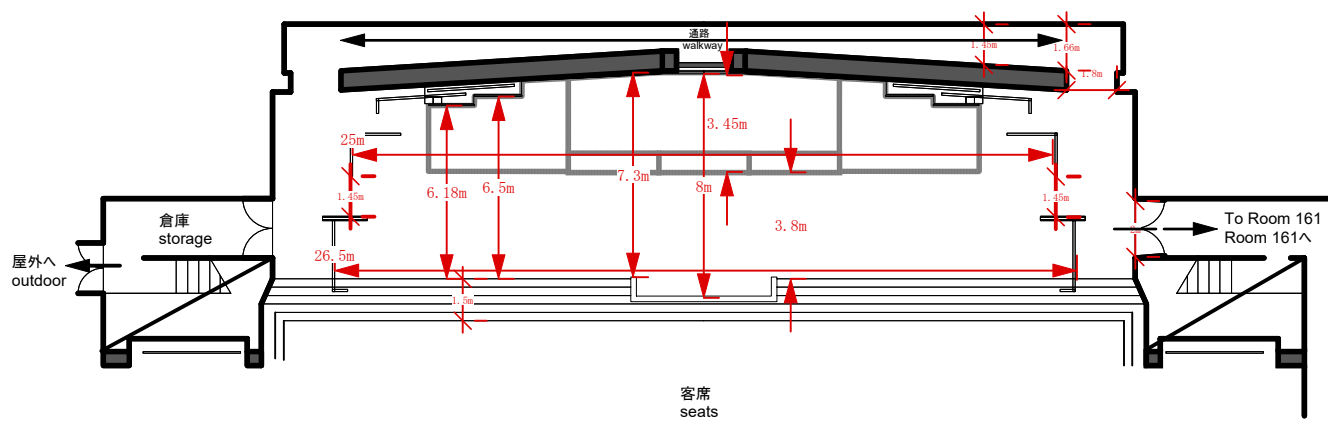 通路
walkway
1.45m
1.66m
1.8m
3.45m
25m
6.18m
6.5m
7.3m
8m
1.45m
1.45m
3.8m
2m
倉庫
storage
To Room 161
Room 161へ
屋外へ
outdoor
26.5m
1.5m
客席
seats